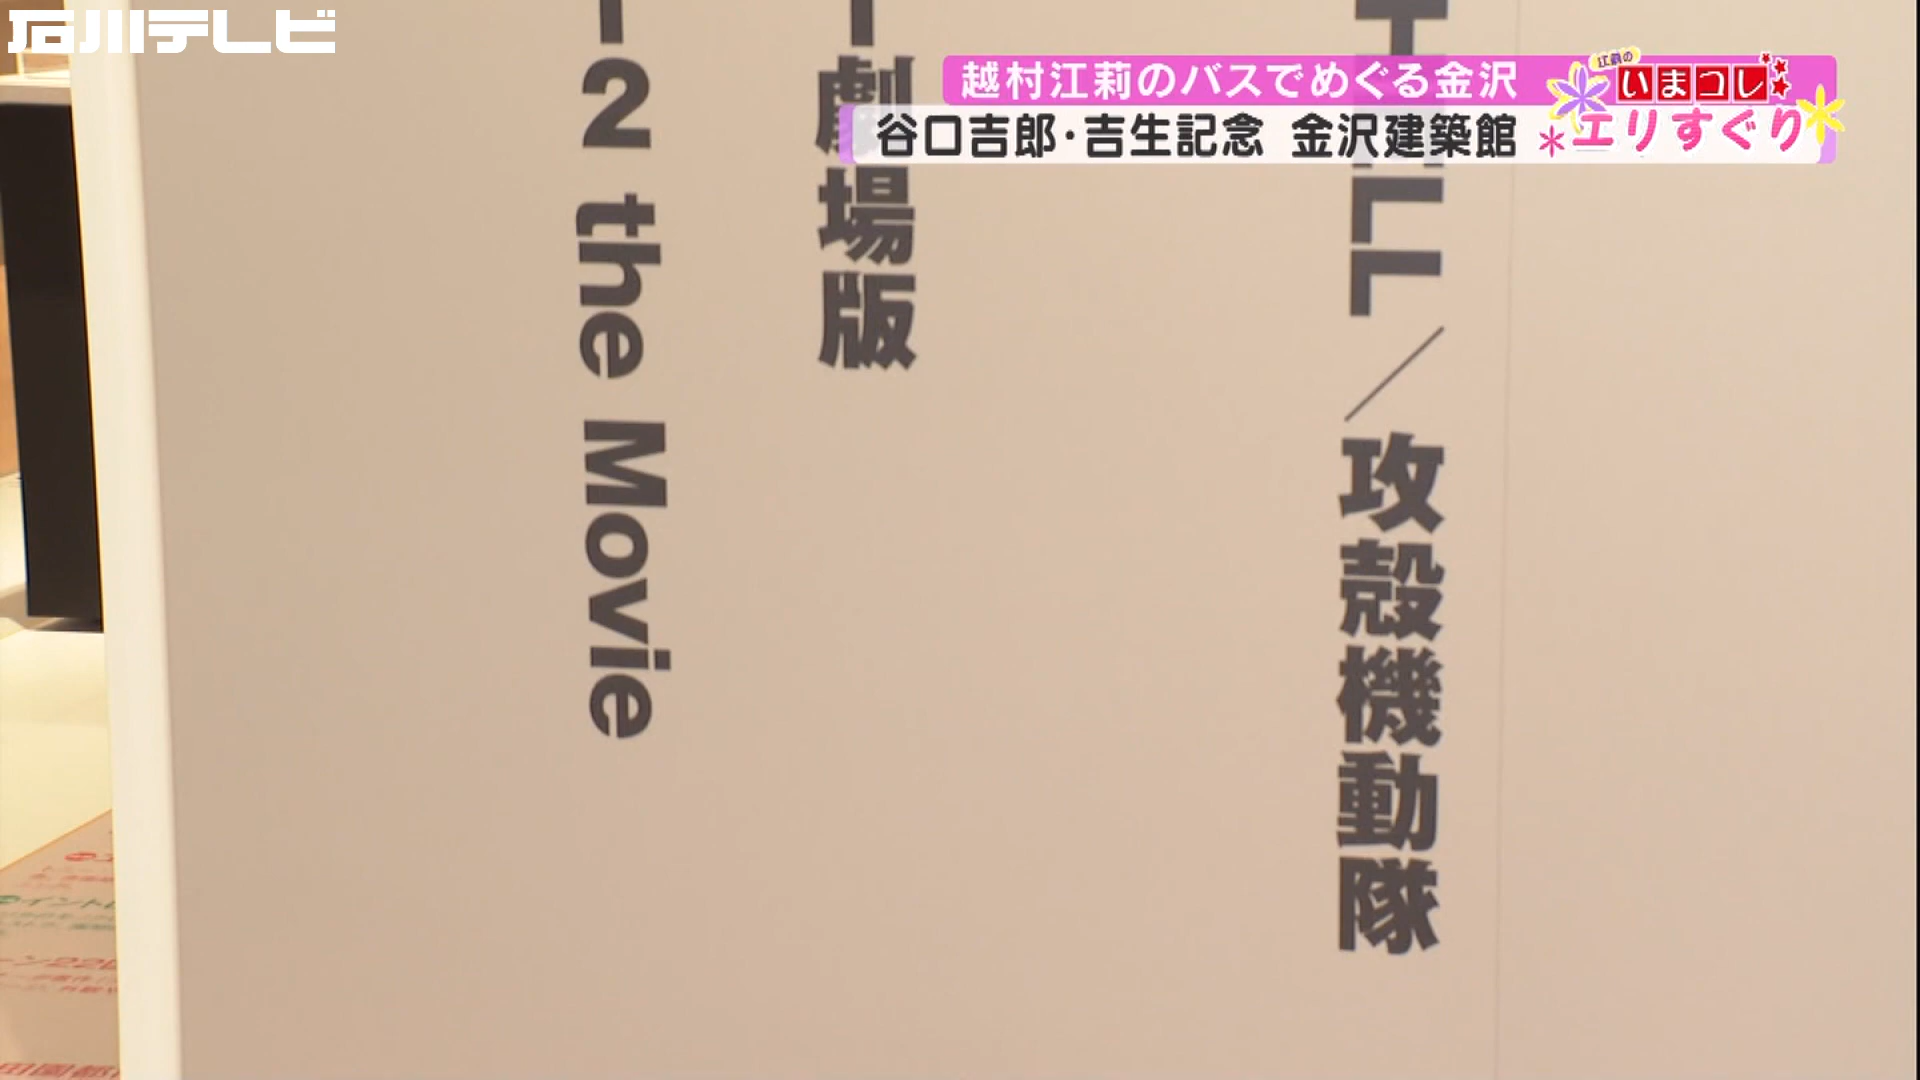 石川テレビ
越村江莉のバスでめぐる金沢
谷口吉郎・吉生記念 金沢建築館
江莉の
いまコレ
エリすぐり
HELL／攻殻機動隊
劇場版
2 the Movie